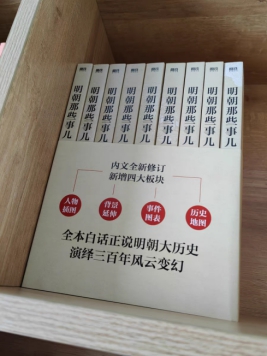 明朝那些事儿
明朝那些事儿
明朝那些事儿
明朝那些事儿
明朝那些事儿
明朝那些事儿
明朝那些事儿
明朝那些事儿
明朝那些事儿
内文全新修订
新增四大板块
人物
插图
背景
延伸
事件
图表
历史
地图
全本白话正说明朝大历史
演绎三百年风云变幻